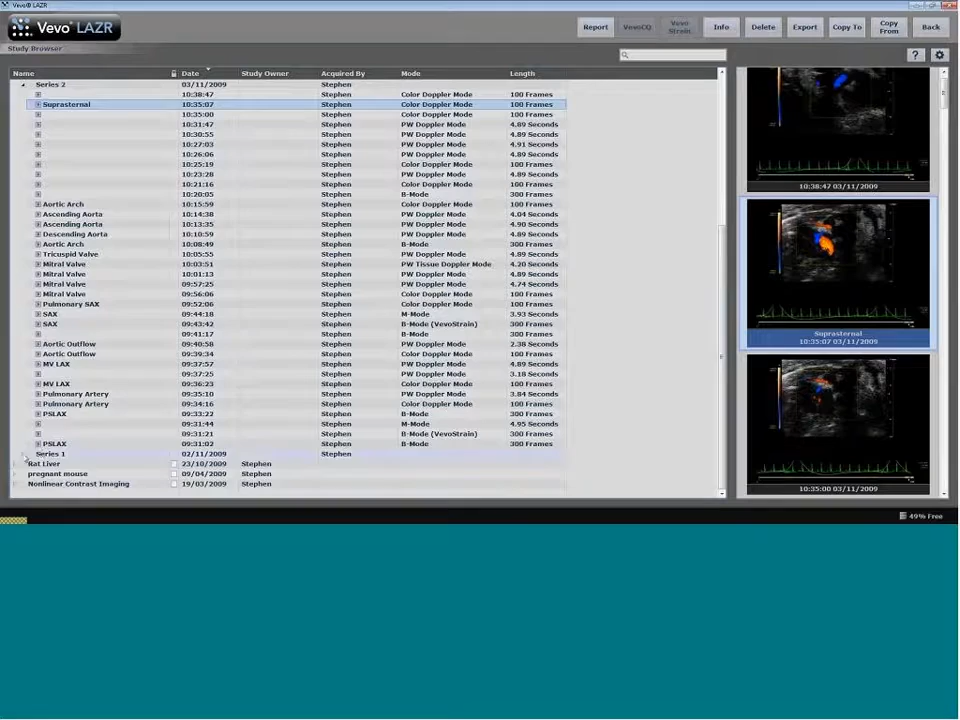 Vevo® LAZR
Vevo® LAZR
Report
VevoCQ
Vevo Strain
Info
Delete
Export
Copy To
Copy From
Back
Study Browser
?
Name Date Study Owner Acquired By Mode Length
Series 2 03/11/2009 Stephen
10:38:47 Stephen Color Doppler Mode 100 Frames
Suprasternal 10:35:07 Stephen Color Doppler Mode 100 Frames
10:35:00 Stephen Color Doppler Mode 100 Frames
10:31:47 Stephen PW Doppler Mode 4.89 Seconds
10:30:55 Stephen PW Doppler Mode 4.89 Seconds
10:27:03 Stephen PW Doppler Mode 4.91 Seconds
10:26:06 Stephen PW Doppler Mode 4.89 Seconds
10:25:19 Stephen Color Doppler Mode 100 Frames
10:23:28 Stephen PW Doppler Mode 4.89 Seconds
10:21:16 Stephen Color Doppler Mode 100 Frames
10:20:05 Stephen B-Mode 300 Frames
Aortic Arch 10:15:59 Stephen Color Doppler Mode 100 Frames
Ascending Aorta 10:14:38 Stephen PW Doppler Mode 4.04 Seconds
Ascending Aorta 10:13:35 Stephen PW Doppler Mode 4.90 Seconds
Descending Aorta 10:10:59 Stephen PW Doppler Mode 4.89 Seconds
Aortic Arch 10:08:49 Stephen B-Mode 300 Frames
Tricuspid Valve 10:05:55 Stephen PW Doppler Mode 4.89 Seconds
Mitral Valve 10:03:51 Stephen PW Tissue Doppler Mode 4.20 Seconds
Mitral Valve 10:01:13 Stephen PW Doppler Mode 4.89 Seconds
Mitral Valve 09:57:25 Stephen PW Doppler Mode 4.74 Seconds
Mitral Valve 09:56:06 Stephen Color Doppler Mode 100 Frames
Pulmonary SAX 09:52:06 Stephen Color Doppler Mode 100 Frames
SAX 09:44:18 Stephen M-Mode 3.93 Seconds
SAX 09:43:42 Stephen B-Mode (VevoStrain) 300 Frames
09:41:17 Stephen B-Mode 300 Frames
Aortic Outflow 09:40:58 Stephen PW Doppler Mode 2.38 Seconds
Aortic Outflow 09:39:34 Stephen Color Doppler Mode 100 Frames
MV LAX 09:37:57 Stephen PW Doppler Mode 4.89 Seconds
09:37:25 Stephen PW Doppler Mode 3.18 Seconds
MV LAX 09:36:23 Stephen Color Doppler Mode 100 Frames
Pulmonary Artery 09:35:10 Stephen PW Doppler Mode 3.84 Seconds
Pulmonary Artery 09:34:16 Stephen Color Doppler Mode 100 Frames
PSLAX 09:33:22 Stephen B-Mode 300 Frames
09:31:44 Stephen M-Mode 4.95 Seconds
09:31:21 Stephen B-Mode (VevoStrain) 300 Frames
PSLAX 09:31:02 Stephen B-Mode 300 Frames
Series 1 02/11/2009 Stephen
Rat Liver 23/10/2009 Stephen
pregnant mouse 09/04/2009 Stephen
Nonlinear Contrast Imaging 19/03/2009 Stephen
10:38:47 03/11/2009
Suprasternal
10:35:07 03/11/2009
10:35:00 03/11/2009
49% Free